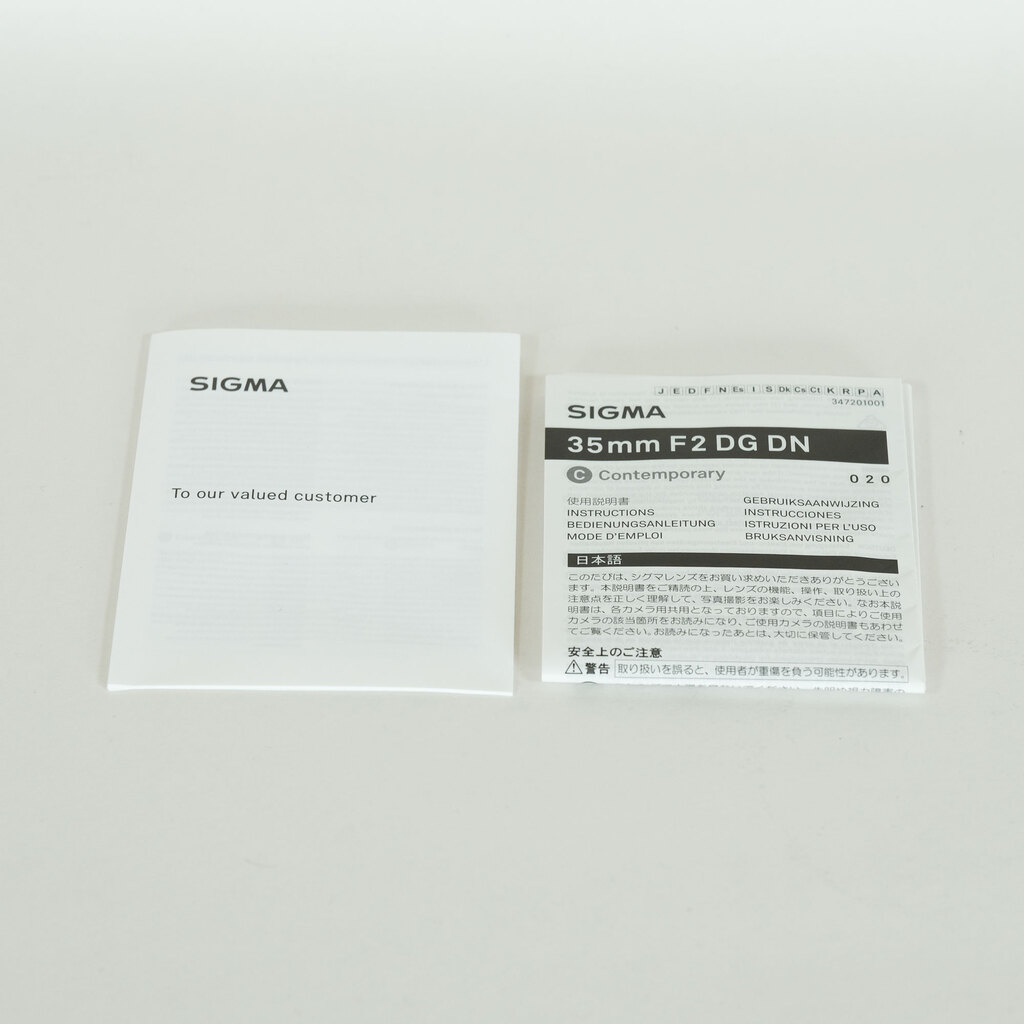 SIGMA
To our valued customer
J E D F N Es I S Dk Cs Ct K R P A
347201001
SIGMA
35mm F2 DG DN
C Contemporary
020
使用説明書
INSTRUCTIONS
BEDIENUNGSANLEITUNG
MODE D'EMPLOI
GEBRUIKSAANWIJZING
INSTRUCCIONES
ISTRUZIONI PER L'USO
BRUKSANVISNING
日本語
このたびは、シグマレンズをお買い求めいただきありがとうござい
ます。本説明書をご精読の上、レンズの機能、操作、取り扱い上の
注意点を正しく理解して、写真撮影をお楽しみください。なお本説
明書は、各カメラ用共用となっておりますので、項目によりご使用
カメラの該当箇所をお読みになり、ご使用カメラの説明書もあわせ
てご覧ください。お読みになったあとは、大切に保管してください。
安全上のご注意
警告 取り扱いを誤ると、使用者が重傷を負う可能性があります。